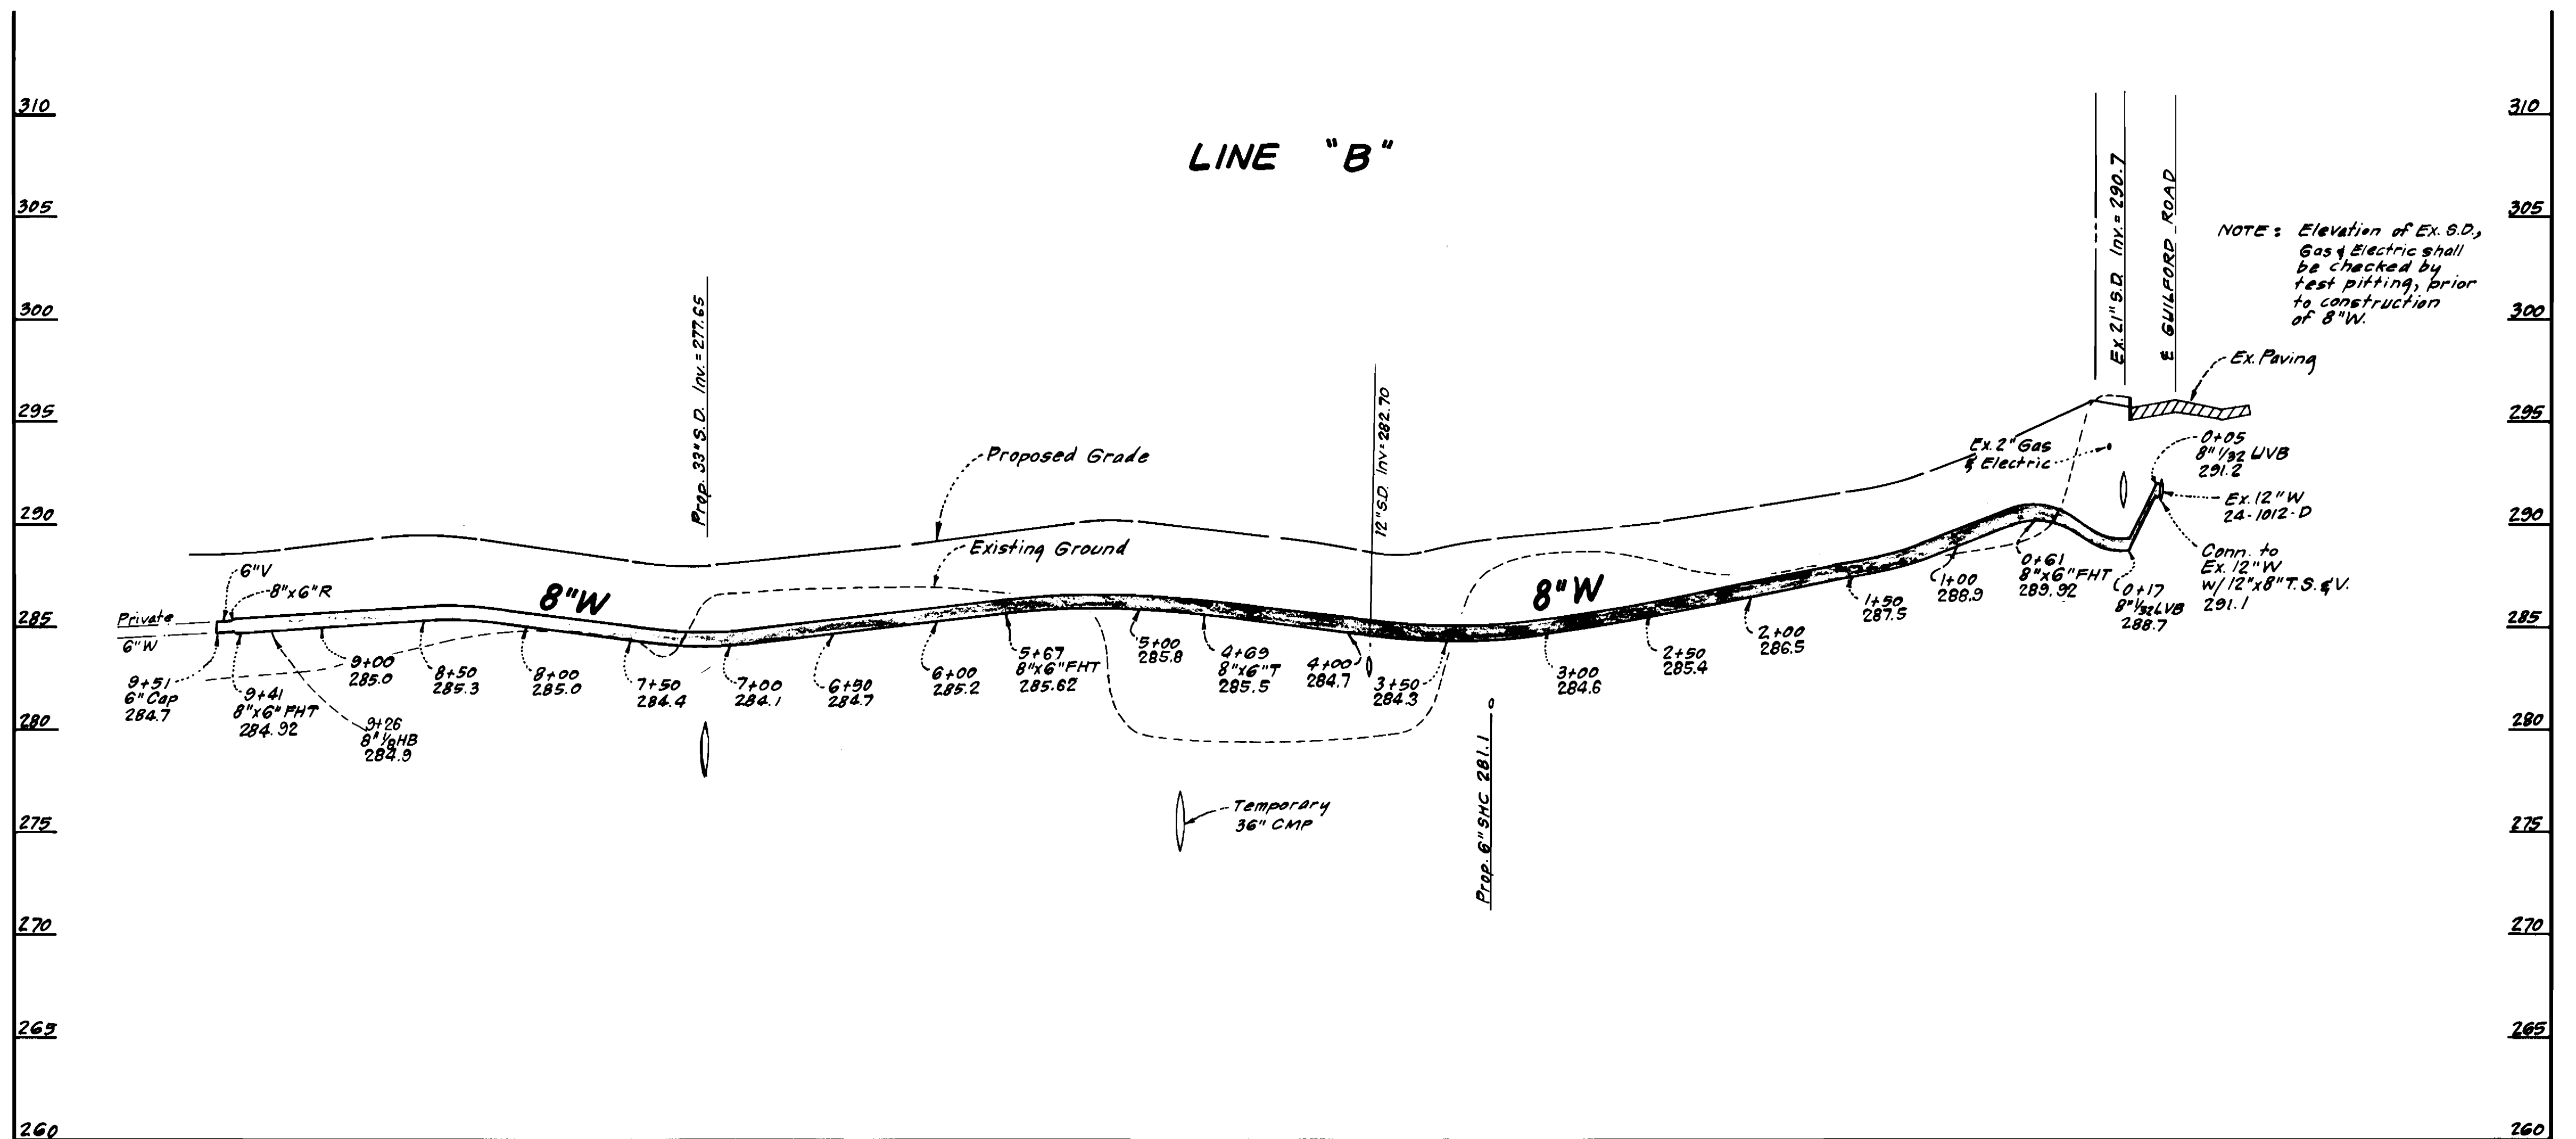 LINE "B"
310
305
300
295
290
285
280
275
270
265
260
310
305
300
295
290
285
280
275
270
265
260
Prop. 33" S.D. Inv. = 277.65
12" S.D. Inv = 282.70
Ex. 21" S.D. Inv. = 290.7
℄ GUILFORD ROAD
NOTE: Elevation of Ex. S.D.,
Gas & Electric shall
be checked by
test pitting, prior
to construction
of 8"W.
Ex. Paving
Proposed Grade
Existing Ground
Ex. 2" Gas
& Electric
0+05
8" 1/32 UVB
291.2
Ex. 12" W
24-1012-D
Conn. to
Ex. 12" W
W/ 12"x8" T.S. & V.
291.1
6"V
8"x6"R
8"W
8"W
Private
6"W
9+51
6" Cap
284.7
9+41
8"x6" FHT
284.92
9+26
8" 1/8 HB
284.9
9+00
285.0
8+50
285.3
8+00
285.0
7+50
284.4
7+00
284.1
6+50
284.7
6+00
285.2
5+67
8"x6" FHT
285.62
5+00
285.8
4+69
8"x6"T
285.5
4+00
284.7
3+50
284.3
3+00
284.6
2+50
285.4
2+00
286.5
1+50
287.5
1+00
288.9
0+61
8"x6" FHT
289.92
0+17
8" 1/32 LVB
288.7
Temporary
36" CMP
Prop. 6" SHC 281.1